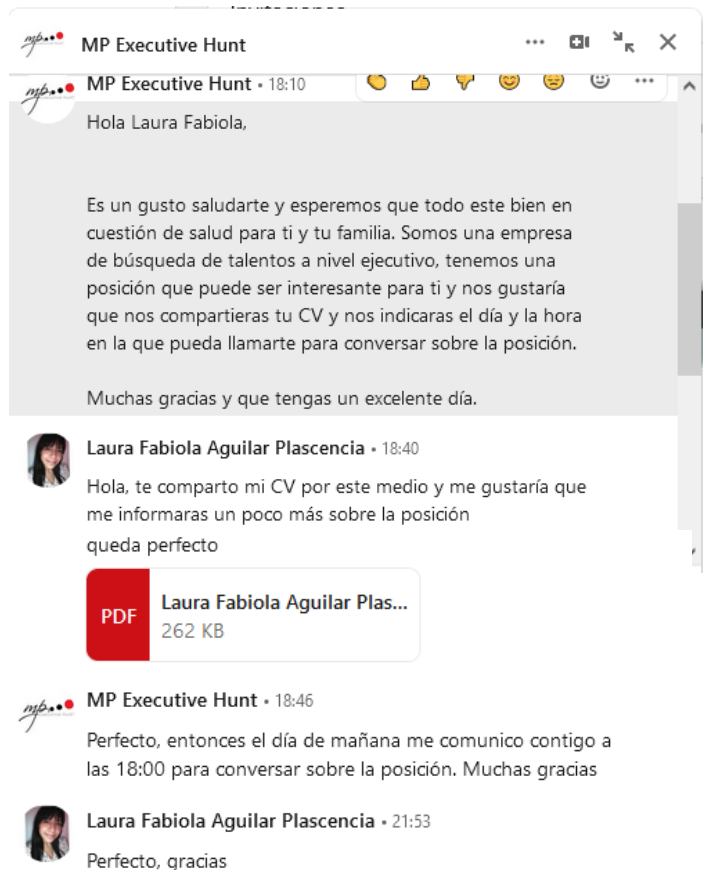 MP Executive Hunt
MP Executive Hunt • 18:10
Hola Laura Fabiola,
Es un gusto saludarte y esperemos que todo este bien en
cuestión de salud para ti y tu familia. Somos una empresa
de búsqueda de talentos a nivel ejecutivo, tenemos una
posición que puede ser interesante para ti y nos gustaría
que nos compartieras tu CV y nos indicaras el día y la hora
en la que pueda llamarte para conversar sobre la posición.
Muchas gracias y que tengas un excelente día.
Laura Fabiola Aguilar Plascencia • 18:40
Hola, te comparto mi CV por este medio y me gustaría que
me informaras un poco más sobre la posición
queda perfecto
PDF
Laura Fabiola Aguilar Plas...
262 KB
MP Executive Hunt • 18:46
Perfecto, entonces el día de mañana me comunico contigo a
las 18:00 para conversar sobre la posición. Muchas gracias
Laura Fabiola Aguilar Plascencia • 21:53
Perfecto, gracias